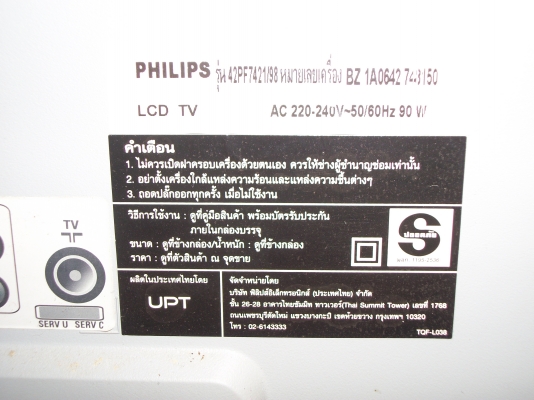 PHILIPS รุ่น 42PF7421/98 หมายเลขเครื่อง BZ 1A0642 743150
LCD TV AC 220-240V~50/60Hz 90 W
คำเตือน
1. ไม่ควรเปิดฝาครอบเครื่องด้วยตนเอง ควรให้ช่างผู้ชำนาญซ่อมเท่านั้น
2. อย่าตั้งเครื่องใกล้แหล่งความร้อนและแหล่งความชื้นต่างๆ
3. ถอดปลั๊กออกทุกครั้ง เมื่อไม่ใช้งาน
วิธีการใช้งาน : ดูที่คู่มือสินค้า พร้อมบัตรรับประกัน
ภายในกล่องบรรจุ
ขนาด : ดูที่ข้างกล่อง/น้ำหนัก : ดูที่ข้างกล่อง
ราคา : ดูที่ตัวสินค้า ณ จุดขาย
S
ปลอดภัย
TV
SERV U SERV C
ผลิตในประเทศไทยโดย
UPT
จัดจำหน่ายโดย
บริษัท ฟิลิปส์อิเล็กทรอนิกส์ (ประเทศไทย) จำกัด
ชั้น 26-28 อาคารไทยซัมมิท ทาวเวอร์(Thai Summit Tower) เลขที่ 1768
ถนนเพชรบุรีตัดใหม่ แขวงบางกะปิ เขตห้วยขวาง กรุงเทพฯ 10320
โทร : 02-6143333
TQF-L038